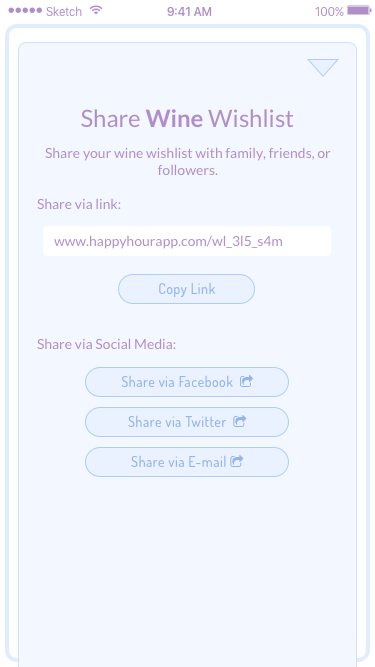 Sketch 9:41 AM 100%
Share Wine Wishlist
Share your wine wishlist with family, friends, or
followers.
Share via link:
www.happyhourapp.com/wl_3l5_s4m
Copy Link
Share via Social Media:
Share via Facebook
Share via Twitter
Share via E-mail